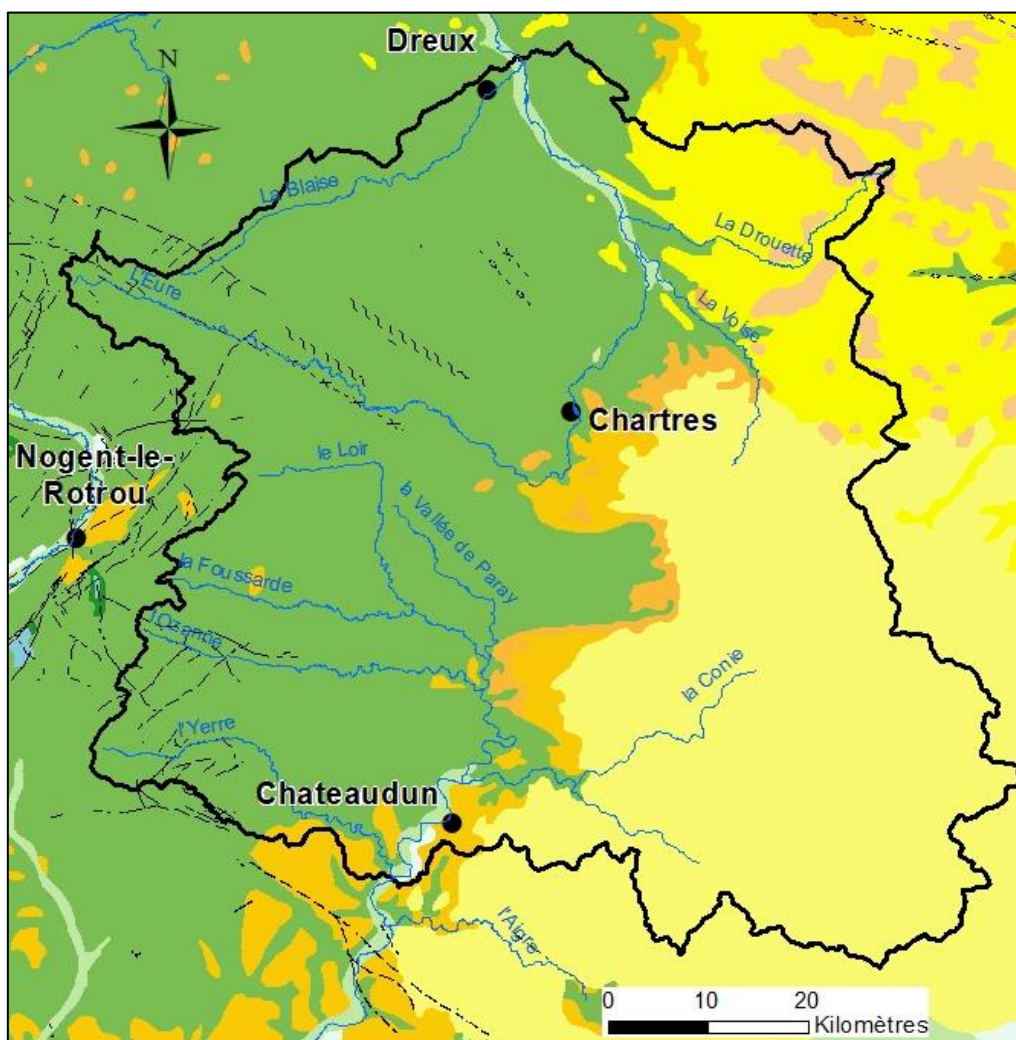 Dreux
N
La Blaise
La Drouette
L'Eure
La Voise
Chartres
Nogent-le-
Rotrou
le Loir
la Vallée de Paray
la Foussarde
l'Ozanne
la Conie
l'Yerre
Chateaudun
l'Aigre
0 10 20
Kilomètres